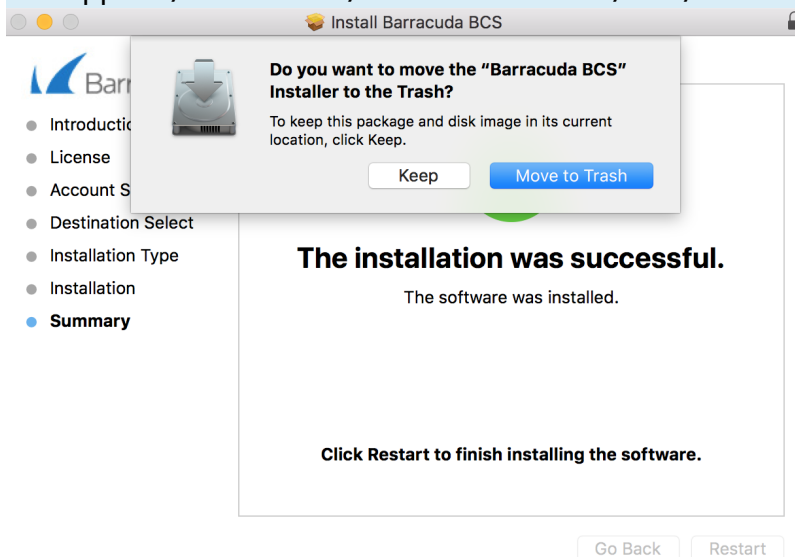 Install Barracuda BCS
Do you want to move the “Barracuda BCS”
Installer to the Trash?
To keep this package and disk image in its current
location, click Keep.
Keep
Move to Trash
License
Destination Select
Installation Type
Installation
Summary
The installation was successful.
The software was installed.
Click Restart to finish installing the software.
Go Back
Restart